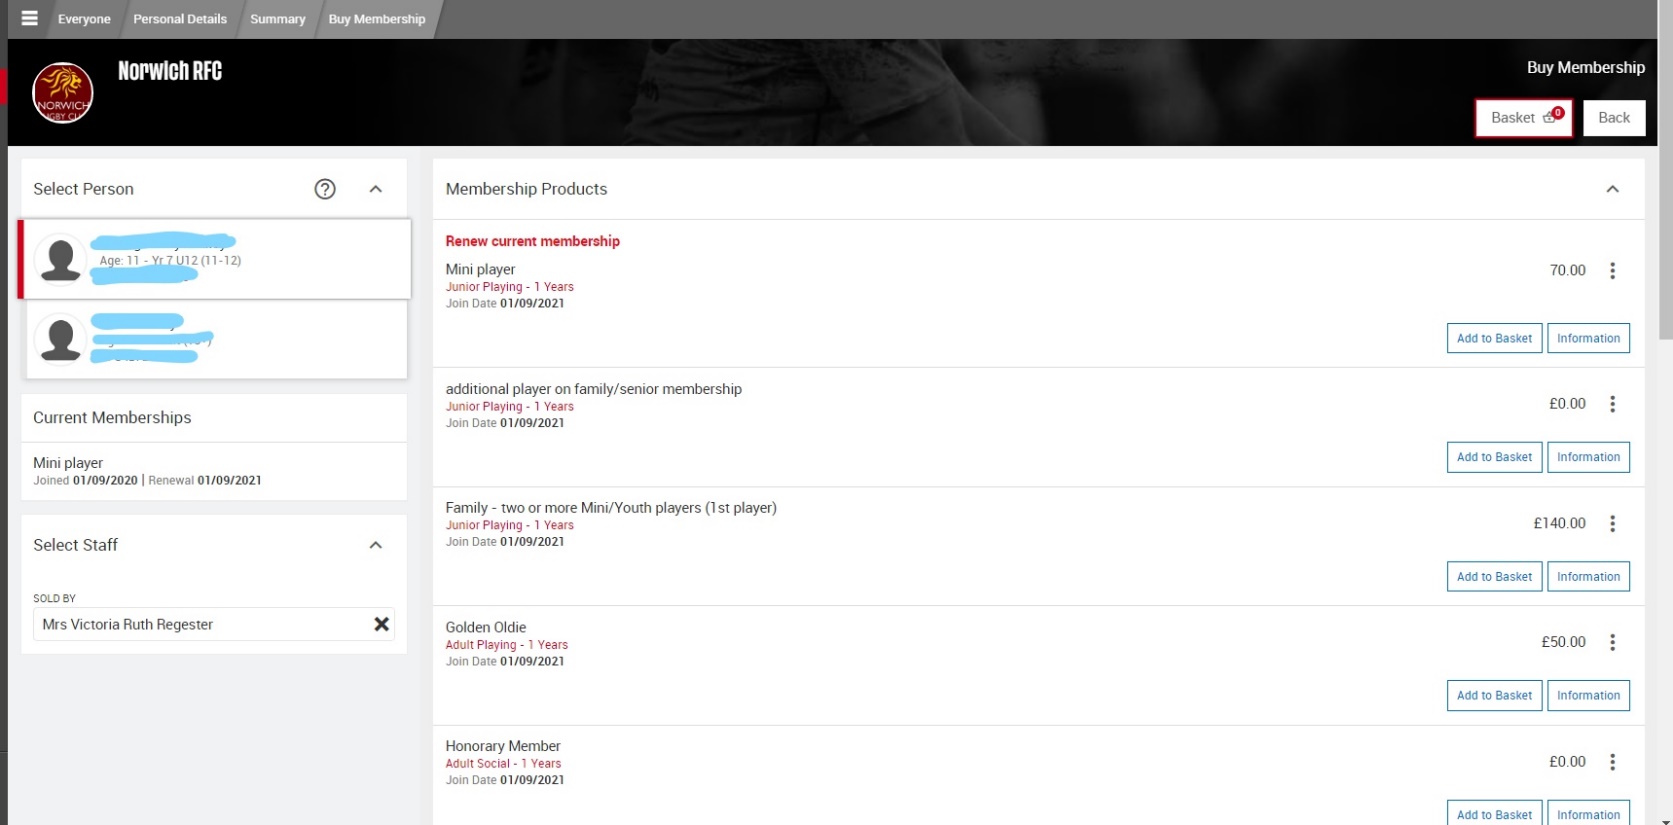 Everyone Personal Details Summary Buy Membership
Norwich RFC
NORWICH
Buy Membership
Basket 0 Back
Select Person
Age: 11 - Yr 7 U12 (11-12)
Current Memberships
Mini player
Joined 01/09/2020 | Renewal 01/09/2021
Select Staff
SOLD BY
Mrs Victoria Ruth Regester
Membership Products
Renew current membership
Mini player
70.00
Junior Playing - 1 Years
Join Date 01/09/2021
Add to Basket Information
additional player on family/senior membership
£0.00
Junior Playing - 1 Years
Join Date 01/09/2021
Add to Basket Information
Family - two or more Mini/Youth players (1st player)
£140.00
Junior Playing - 1 Years
Join Date 01/09/2021
Add to Basket Information
Golden Oldie
£50.00
Adult Playing - 1 Years
Join Date 01/09/2021
Add to Basket Information
Honorary Member
£0.00
Adult Social - 1 Years
Join Date 01/09/2021
Add to Basket Information